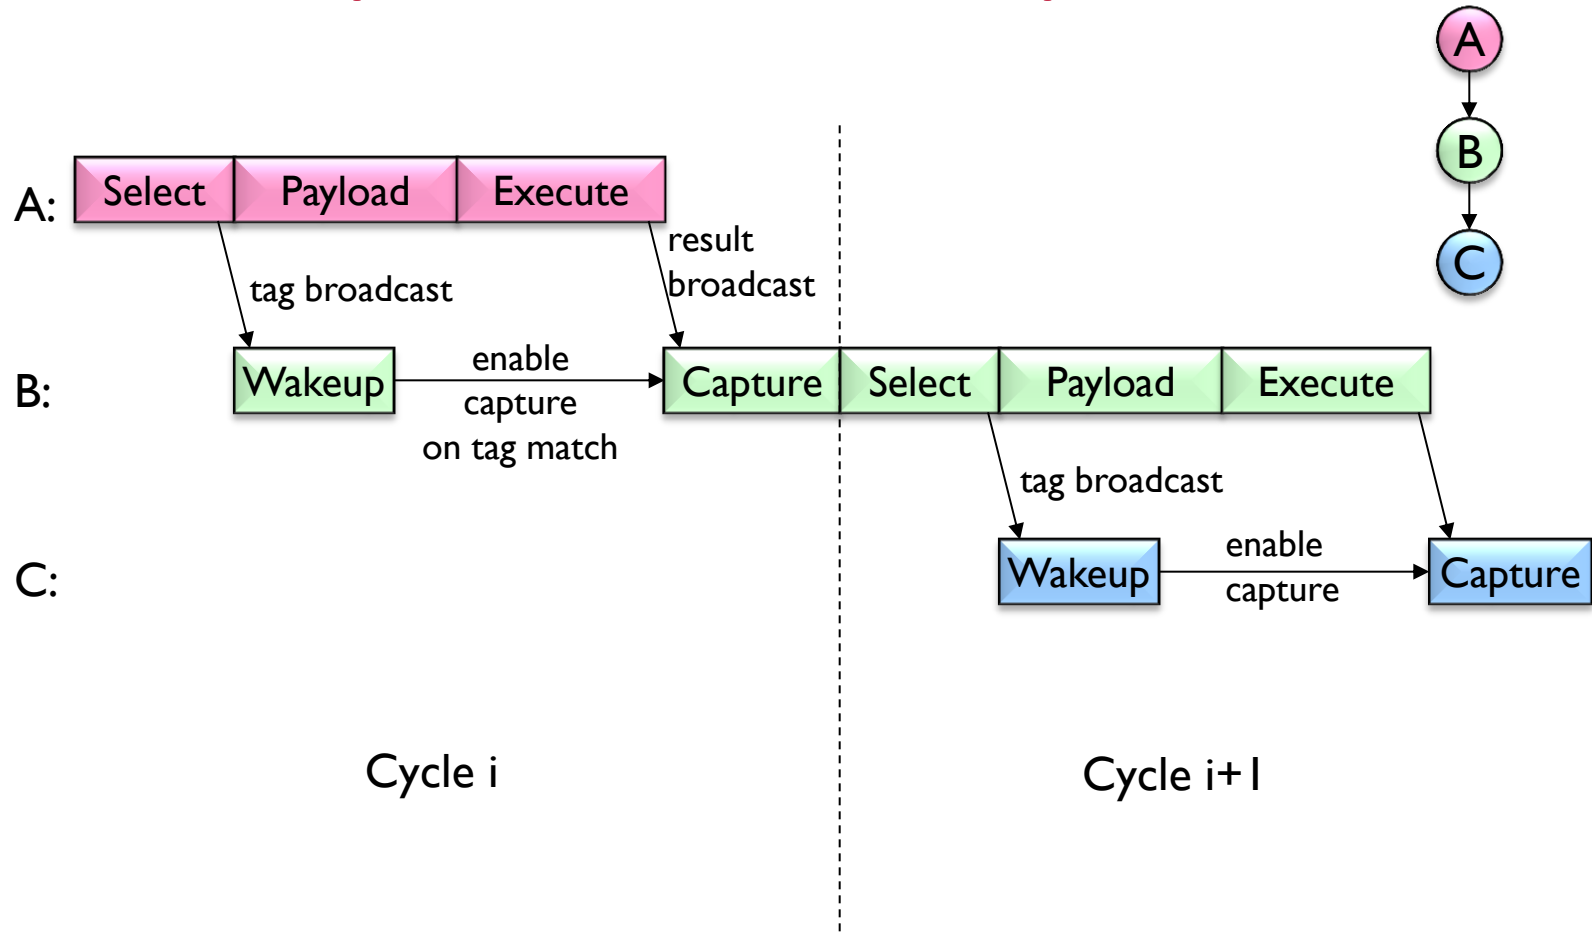 A
B
C
A:
Select
Payload
Execute
result
broadcast
tag broadcast
B:
Wakeup
enable
capture
on tag match
Capture
Select
Payload
Execute
tag broadcast
C:
Wakeup
enable
capture
Capture
Cycle i
Cycle i+1